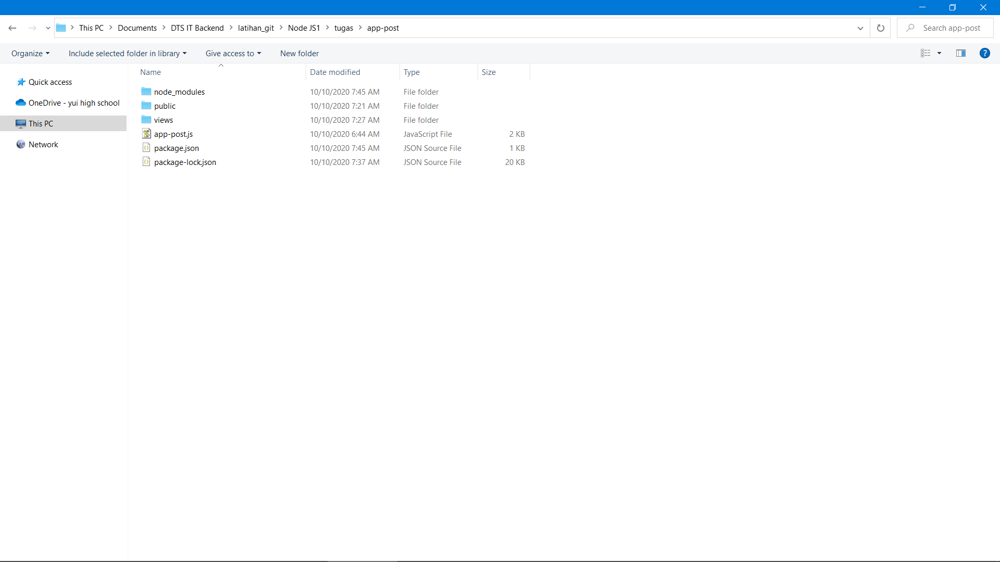 This PC Documents DTS IT Backend latihan_git Node JS1 tugas app-post Search app-post
Organize Include selected folder in library Give access to New folder ?
Name Date modified Type Size
Quick access
OneDrive - yui high school
This PC
Network
node_modules 10/10/2020 7:45 AM File folder
public 10/10/2020 7:21 AM File folder
views 10/10/2020 7:27 AM File folder
app-post.js 10/10/2020 6:44 AM JavaScript File 2 KB
package.json 10/10/2020 7:45 AM JSON Source File 1 KB
package-lock.json 10/10/2020 7:37 AM JSON Source File 20 KB